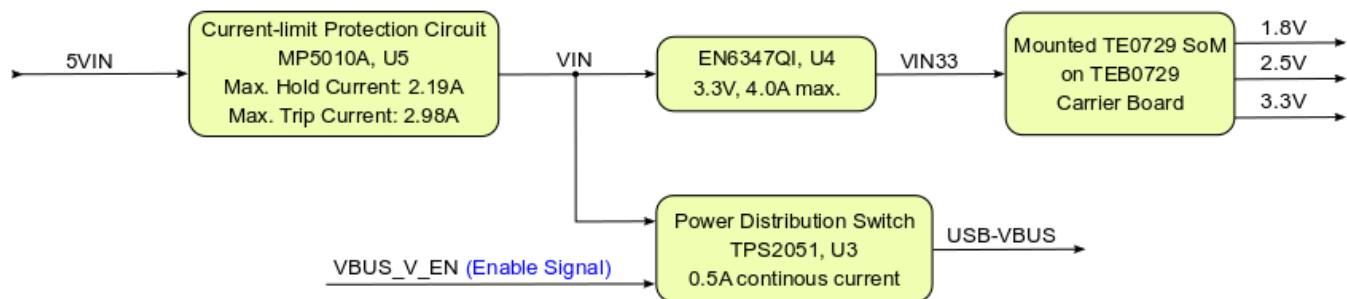 5VIN
Current-limit Protection Circuit
MP5010A, U5
Max. Hold Current: 2.19A
Max. Trip Current: 2.98A
VIN
EN6347QI, U4
3.3V, 4.0A max.
VIN33
Mounted TE0729 SoM
on TEB0729
Carrier Board
1.8V
2.5V
3.3V
VBUS_V_EN (Enable Signal)
Power Distribution Switch
TPS2051, U3
0.5A continous current
USB-VBUS